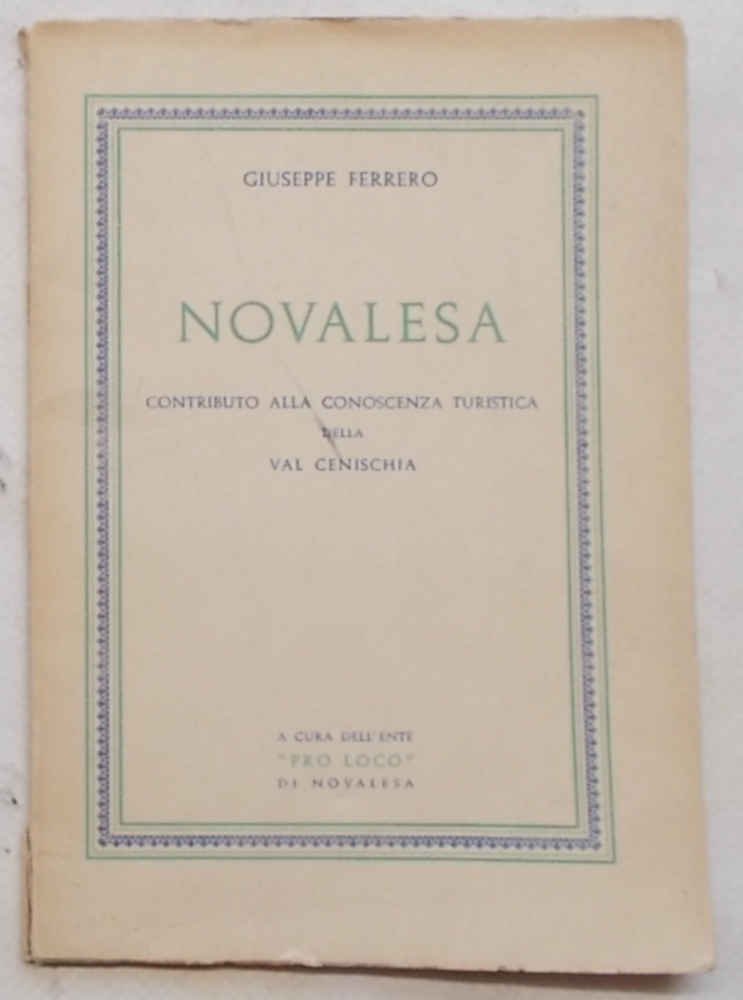 GIUSEPPE FERRERO
NOVALESA
CONTRIBUTO ALLA CONOSCENZA TURISTICA
DELLA
VAL CENISCHIA
A CURA DELL'ENTE
"PRO LOCO"
DI NOVALESA